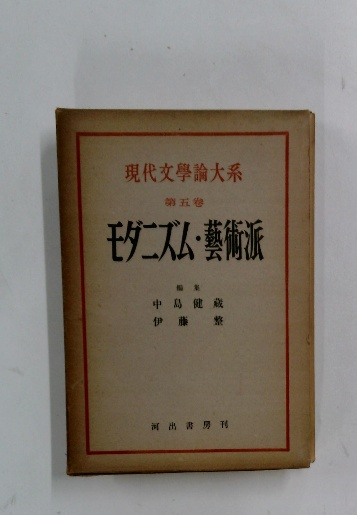 現代文學論大系
第五卷
モダニズム・藝術派
編集
中島健蔵
伊藤整
河出書房刊